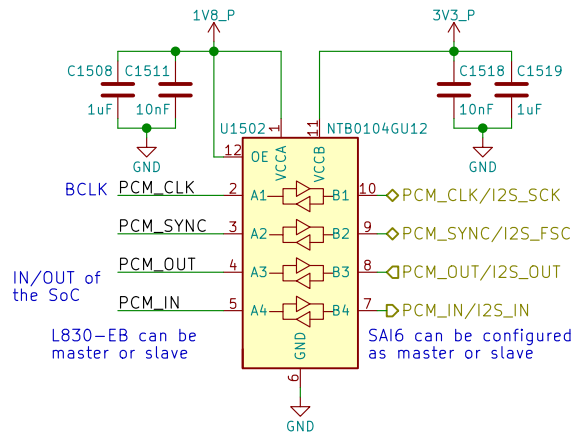 1V8_P
3V3_P
C1508
C1511
1uF
10nF
GND
C1518
C1519
10nF
1uF
GND
U1502
NTB0104GU12
1
11
VCCA
VCCB
12
OE
BCLK
PCM_CLK
2
A1
B1
10
PCM_CLK/I2S_SCK
PCM_SYNC
3
A2
B2
9
PCM_SYNC/I2S_FSC
PCM_OUT
4
A3
B3
8
PCM_OUT/I2S_OUT
IN/OUT of
the SoC
PCM_IN
5
A4
B4
7
PCM_IN/I2S_IN
L830-EB can be
master or slave
GND
6
SAI6 can be configured
as master or slave
GND